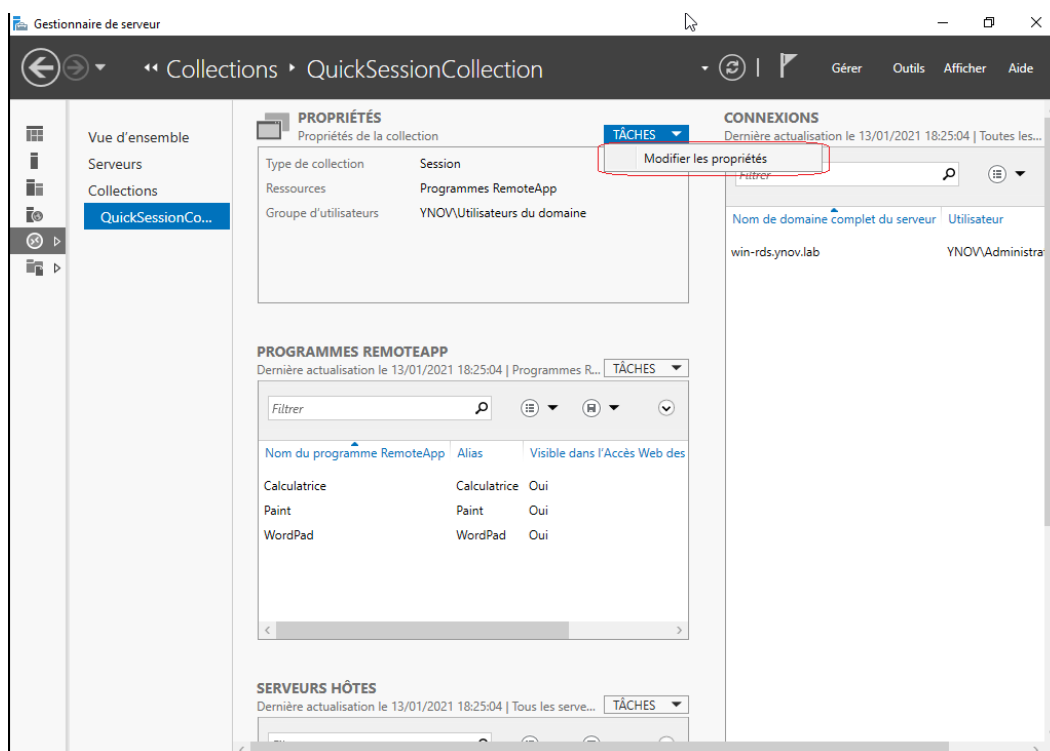 Gestionnaire de serveur
Collections QuickSessionCollection
Gérer Outils Afficher Aide
Vue d'ensemble
Serveurs
Collections
QuickSessionCo...
PROPRIÉTÉS
Propriétés de la collection
TÂCHES
Modifier les propriétés
Type de collection Session
Ressources Programmes RemoteApp
Groupe d'utilisateurs YNOV\Utilisateurs du domaine
PROGRAMMES REMOTEAPP
Dernière actualisation le 13/01/2021 18:25:04 | Programmes R... TÂCHES
Filtrer
Nom du programme RemoteApp Alias Visible dans l'Accès Web des
Calculatrice Calculatrice Oui
Paint Paint Oui
WordPad WordPad Oui
SERVEURS HÔTES
Dernière actualisation le 13/01/2021 18:25:04 | Tous les serve... TÂCHES
CONNEXIONS
Dernière actualisation le 13/01/2021 18:25:04 | Toutes les...
Filtrer
Nom de domaine complet du serveur Utilisateur
win-rds.ynov.lab YNOV\Administra